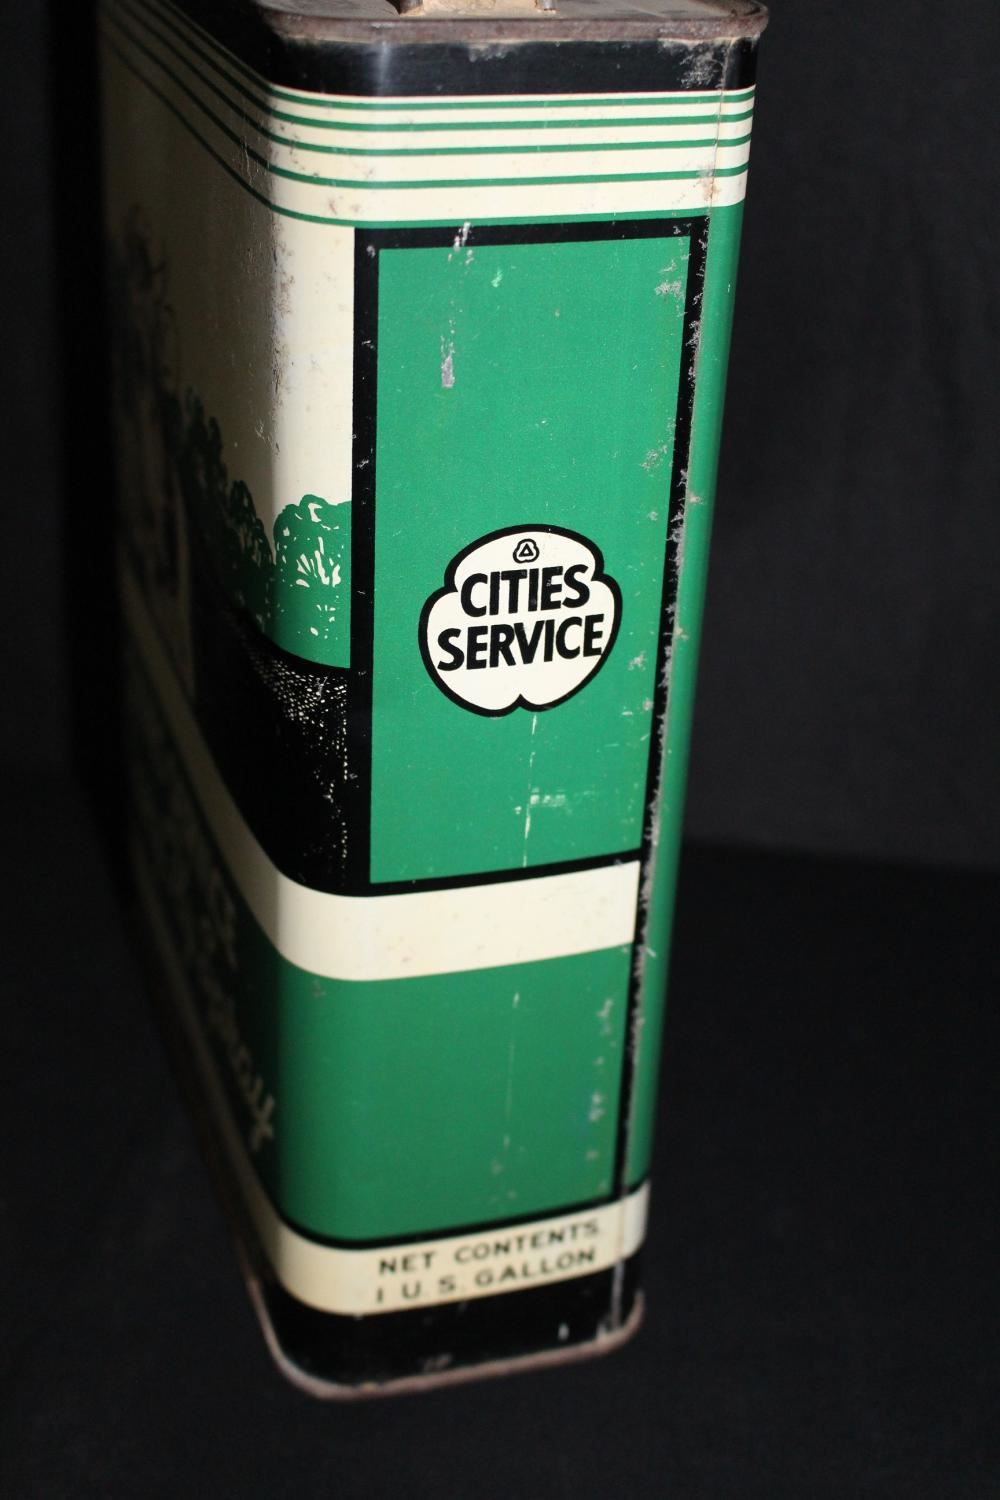 CITIES
SERVICE
NET CONTENTS
1 U.S. GALLON